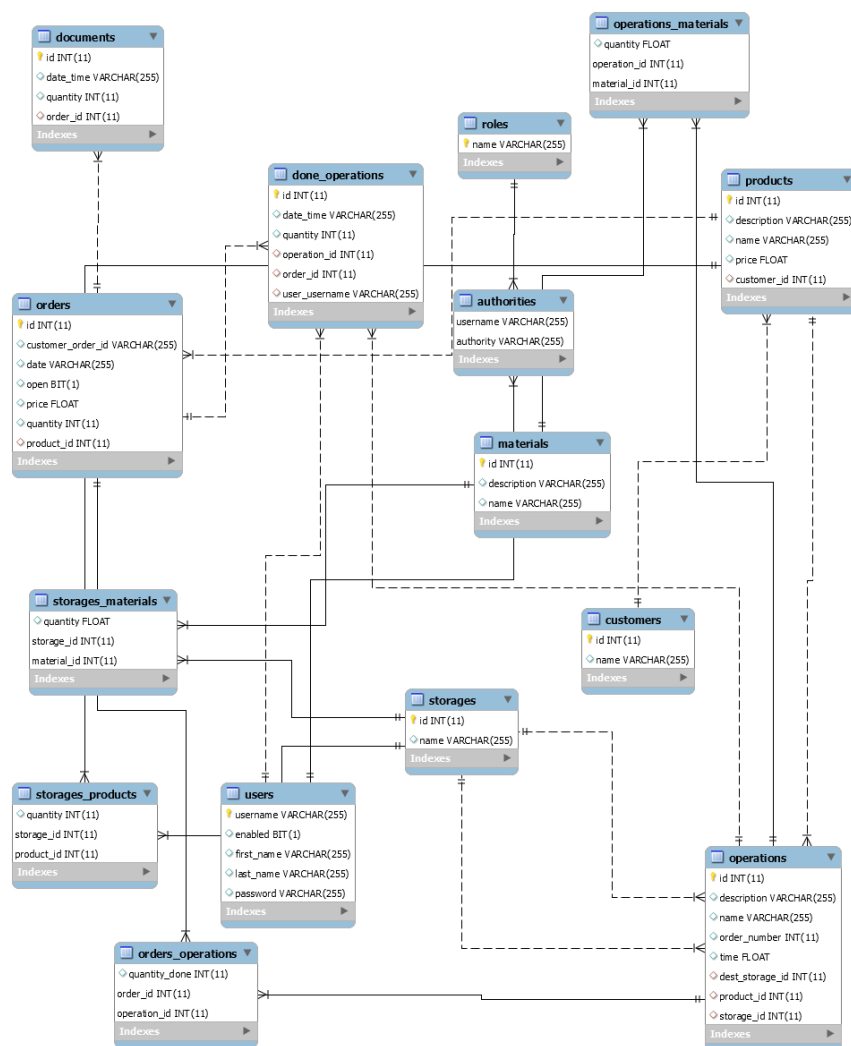 documents
id INT(11)
date_time VARCHAR(255)
quantity INT(11)
order_id INT(11)
Indexes
operations_materials
quantity FLOAT
operation_id INT(11)
material_id INT(11)
Indexes
roles
name VARCHAR(255)
Indexes
done_operations
id INT(11)
date_time VARCHAR(255)
quantity INT(11)
operation_id INT(11)
order_id INT(11)
user_username VARCHAR(255)
Indexes
products
id INT(11)
description VARCHAR(255)
name VARCHAR(255)
price FLOAT
customer_id INT(11)
Indexes
orders
id INT(11)
customer_order_id VARCHAR(255)
date VARCHAR(255)
open BIT(1)
price FLOAT
quantity INT(11)
product_id INT(11)
Indexes
authorities
username VARCHAR(255)
authority VARCHAR(255)
Indexes
materials
id INT(11)
description VARCHAR(255)
name VARCHAR(255)
Indexes
storages_materials
quantity FLOAT
storage_id INT(11)
material_id INT(11)
Indexes
customers
id INT(11)
name VARCHAR(255)
Indexes
storages
id INT(11)
name VARCHAR(255)
Indexes
storages_products
quantity INT(11)
storage_id INT(11)
product_id INT(11)
Indexes
users
username VARCHAR(255)
enabled BIT(1)
first_name VARCHAR(255)
last_name VARCHAR(255)
password VARCHAR(255)
Indexes
operations
id INT(11)
description VARCHAR(255)
name VARCHAR(255)
order_number INT(11)
time FLOAT
dest_storage_id INT(11)
product_id INT(11)
storage_id INT(11)
Indexes
orders_operations
quantity_done INT(11)
order_id INT(11)
operation_id INT(11)
Indexes